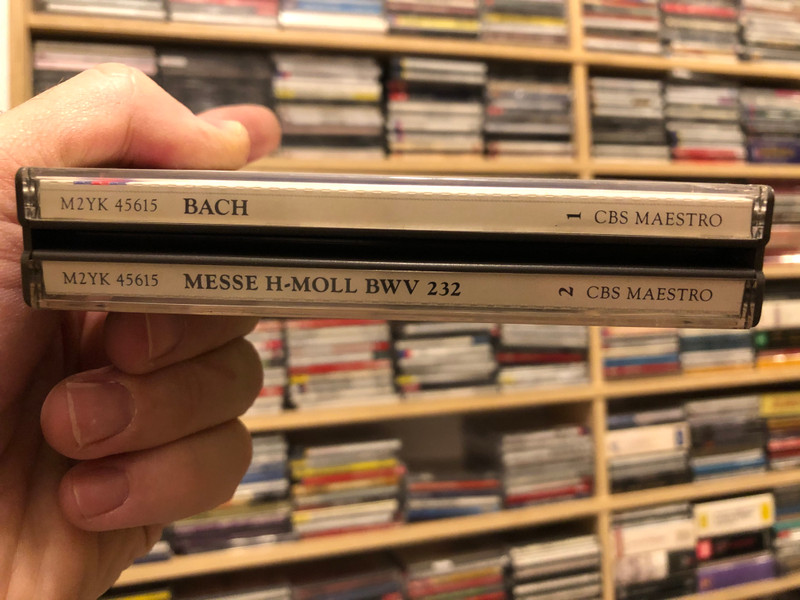 M2YK 45615 BACH 1 CBS MAESTRO
M2YK 45615 MESSE H-MOLL BWV 232 2 CBS MAESTRO